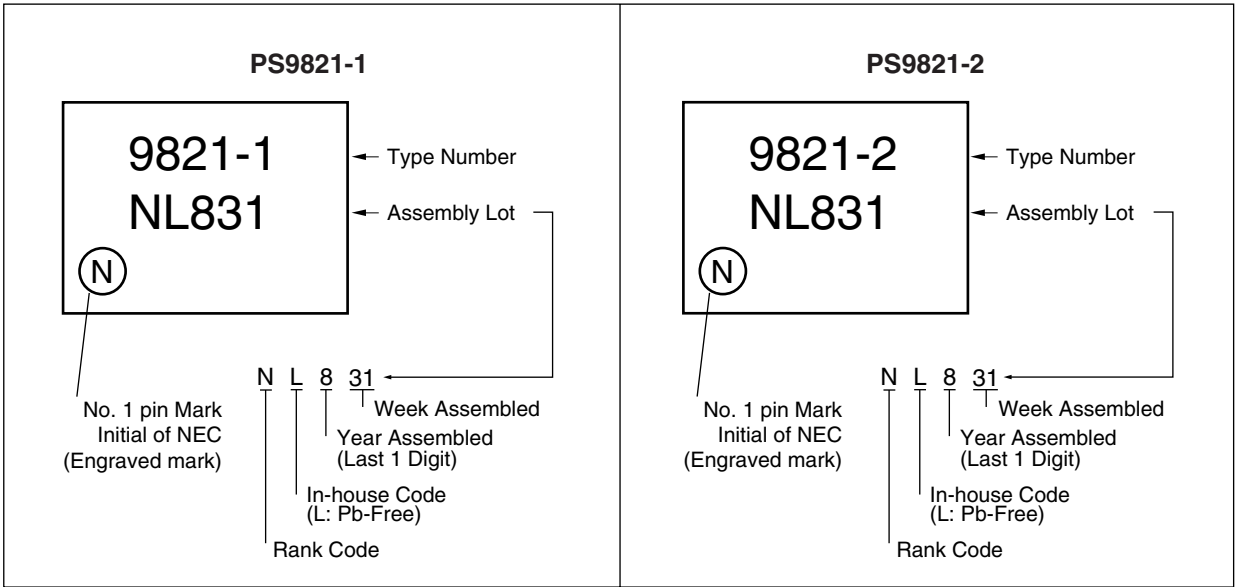 PS9821-1
9821-1
Type Number
NL831
Assembly Lot
N
N L 8 31
Week Assembled
No. 1 pin Mark
Initial of NEC
(Engraved mark)
Year Assembled
(Last 1 Digit)
In-house Code
(L: Pb-Free)
Rank Code
PS9821-2
9821-2
Type Number
NL831
Assembly Lot
N
N L 8 31
Week Assembled
No. 1 pin Mark
Initial of NEC
(Engraved mark)
Year Assembled
(Last 1 Digit)
In-house Code
(L: Pb-Free)
Rank Code